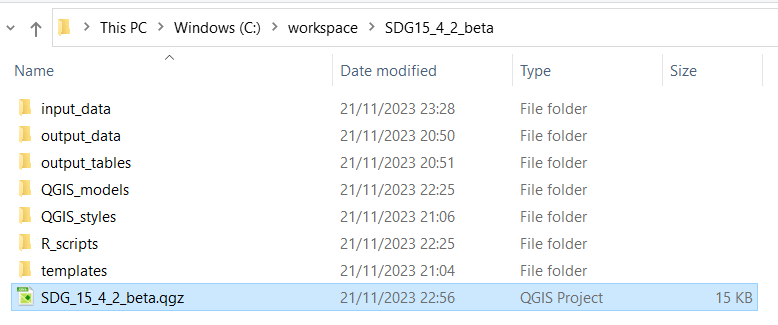 This PC > Windows (C:) > workspace > SDG15_4_2_beta
Name Date modified Type Size
input_data 21/11/2023 23:28 File folder
output_data 21/11/2023 20:50 File folder
output_tables 21/11/2023 20:51 File folder
QGIS_models 21/11/2023 22:25 File folder
QGIS_styles 21/11/2023 21:06 File folder
R_scripts 21/11/2023 22:25 File folder
templates 21/11/2023 21:04 File folder
SDG_15_4_2_beta.qgz 21/11/2023 22:56 QGIS Project 15 KB